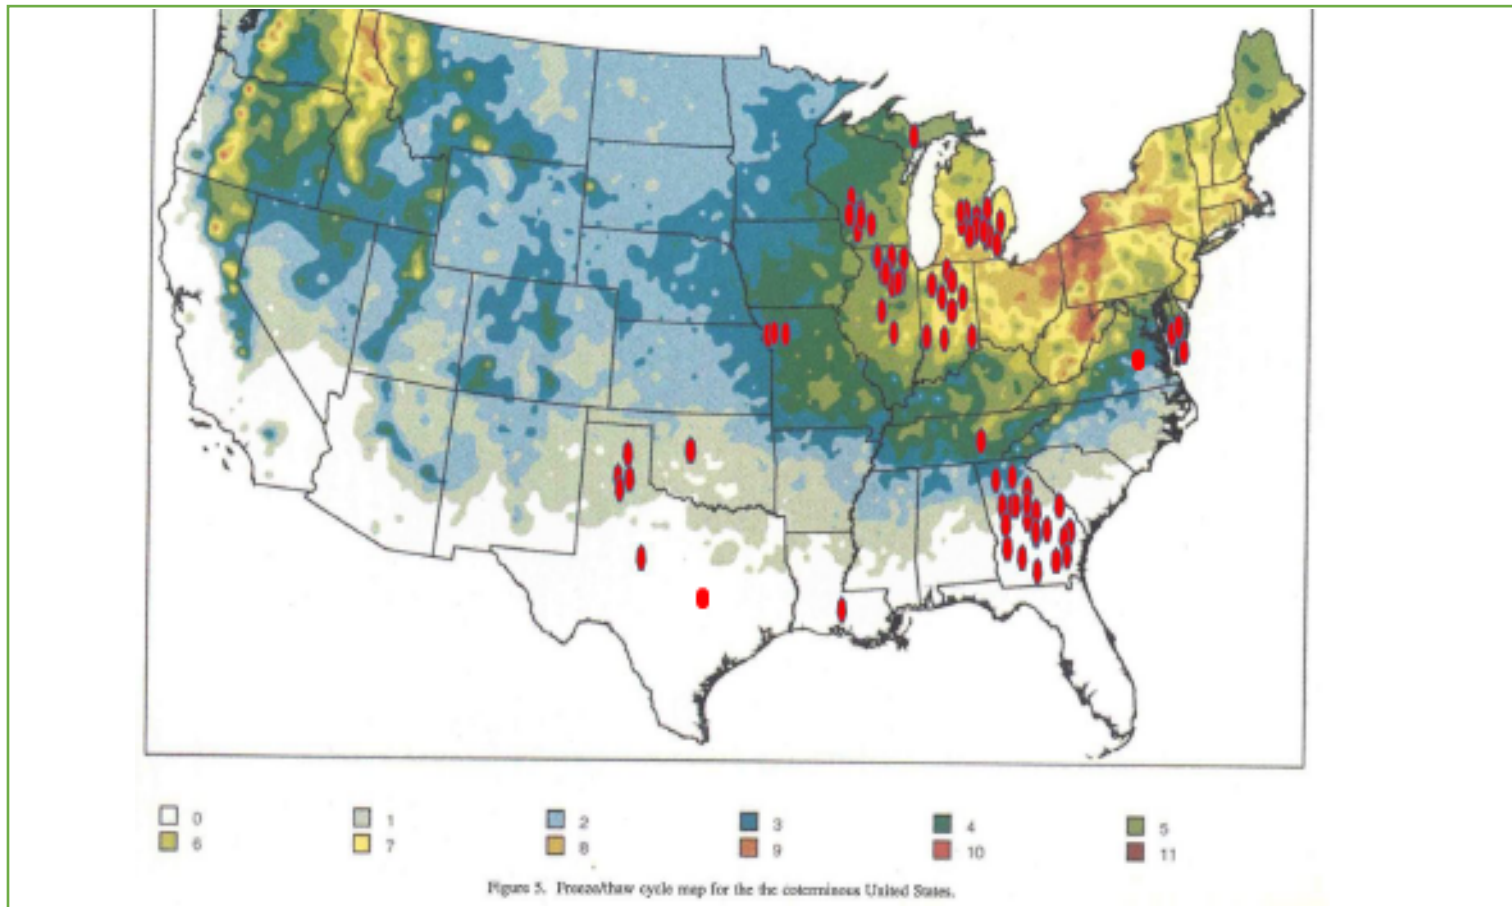 0 1 2 3 4 5
6 7 8 9 10 11
Figure 5. Freeze/thaw cycle map for the the coterminous United States.